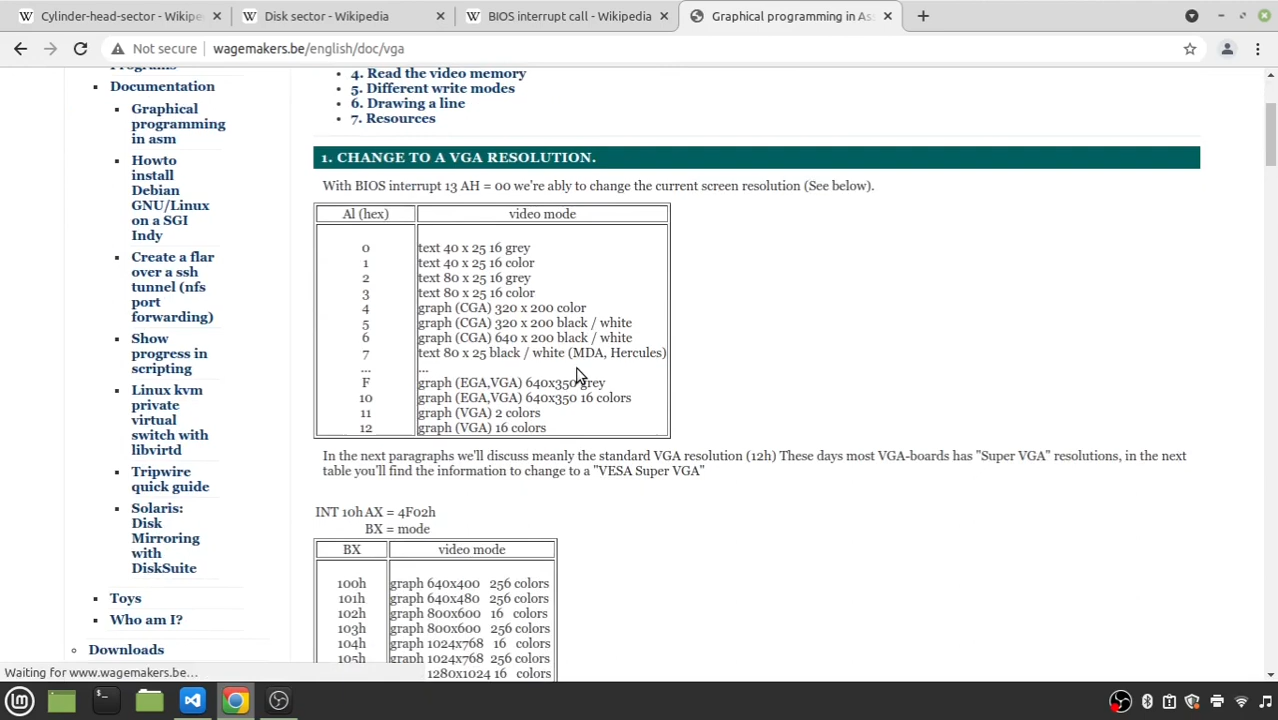 Cylinder-head-sector - Wikipe
Disk sector - Wikipedia
BIOS interrupt call - Wikipedia
Graphical programming in As
Not secure
wagemakers.be/english/doc/vga
Programs
Documentation
Graphical
programming
in asm
Howto
install
Debian
GNU/Linux
on a SGI
Indy
Create a flar
over a ssh
tunnel (nfs
port
forwarding)
Show
progress in
scripting
Linux kvm
private
virtual
switch with
libvirtd
Tripwire
quick guide
Solaris:
Disk
Mirroring
with
DiskSuite
Toys
Who am I?
Downloads
4. Read the video memory
5. Different write modes
6. Drawing a line
7. Resources
1. CHANGE TO A VGA RESOLUTION.
With BIOS interrupt 13 AH = 00 we're ably to change the current screen resolution (See below).
Al (hex) video mode
0 text 40 x 25 16 grey
1 text 40 x 25 16 color
2 text 80 x 25 16 grey
3 text 80 x 25 16 color
4 graph (CGA) 320 x 200 color
5 graph (CGA) 320 x 200 black / white
6 graph (CGA) 640 x 200 black / white
7 text 80 x 25 black / white (MDA, Hercules)
... ...
F graph (EGA,VGA) 640x350 grey
10 graph (EGA,VGA) 640x350 16 colors
11 graph (VGA) 2 colors
12 graph (VGA) 16 colors
In the next paragraphs we'll discuss meanly the standard VGA resolution (12h) These days most VGA-boards has "Super VGA" resolutions, in the next
table you'll find the information to change to a "VESA Super VGA"
INT 10h AX = 4F02h
BX = mode
BX video mode
100h graph 640x400 256 colors
101h graph 640x480 256 colors
102h graph 800x600 16 colors
103h graph 800x600 256 colors
104h graph 1024x768 16 colors
105h graph 1024x768 256 colors
1280x1024 16 colors
Waiting for www.wagemakers.be...